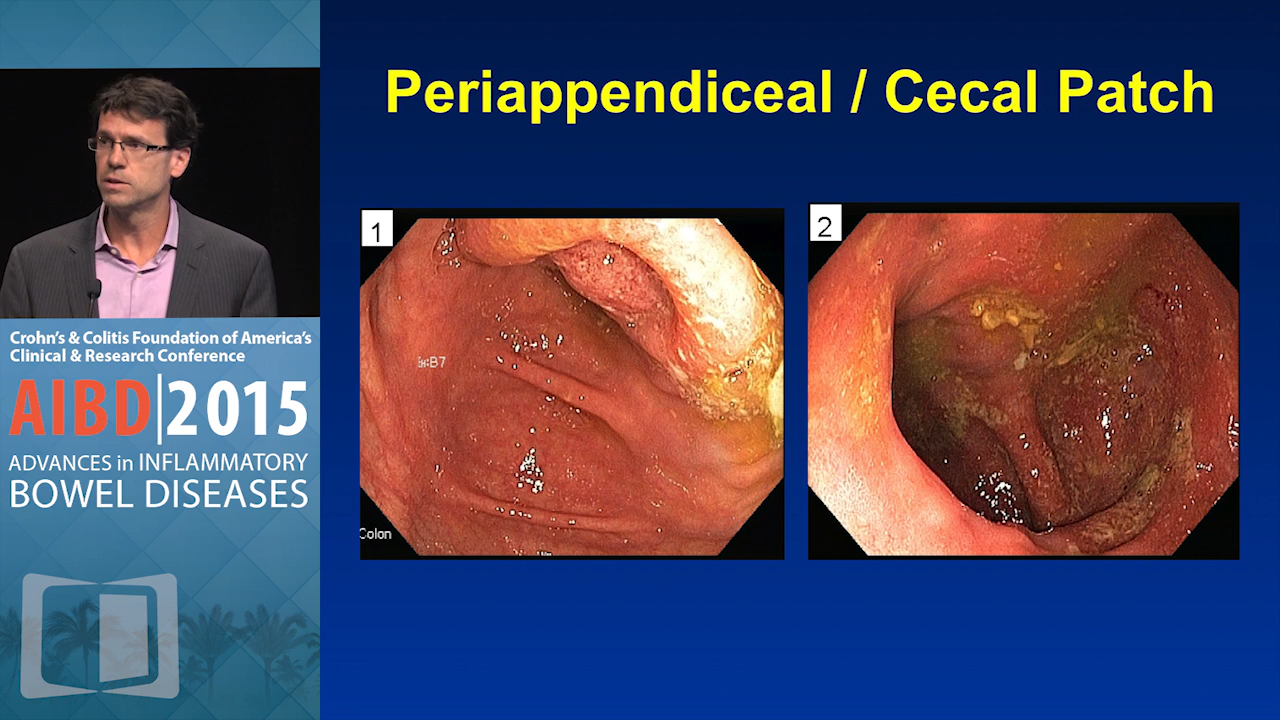 Periappendiceal / Cecal Patch
1
2
Colon
Crohn's & Colitis Foundation of America's
Clinical & Research Conference
AIBD|2015
ADVANCES in INFLAMMATORY
BOWEL DISEASES